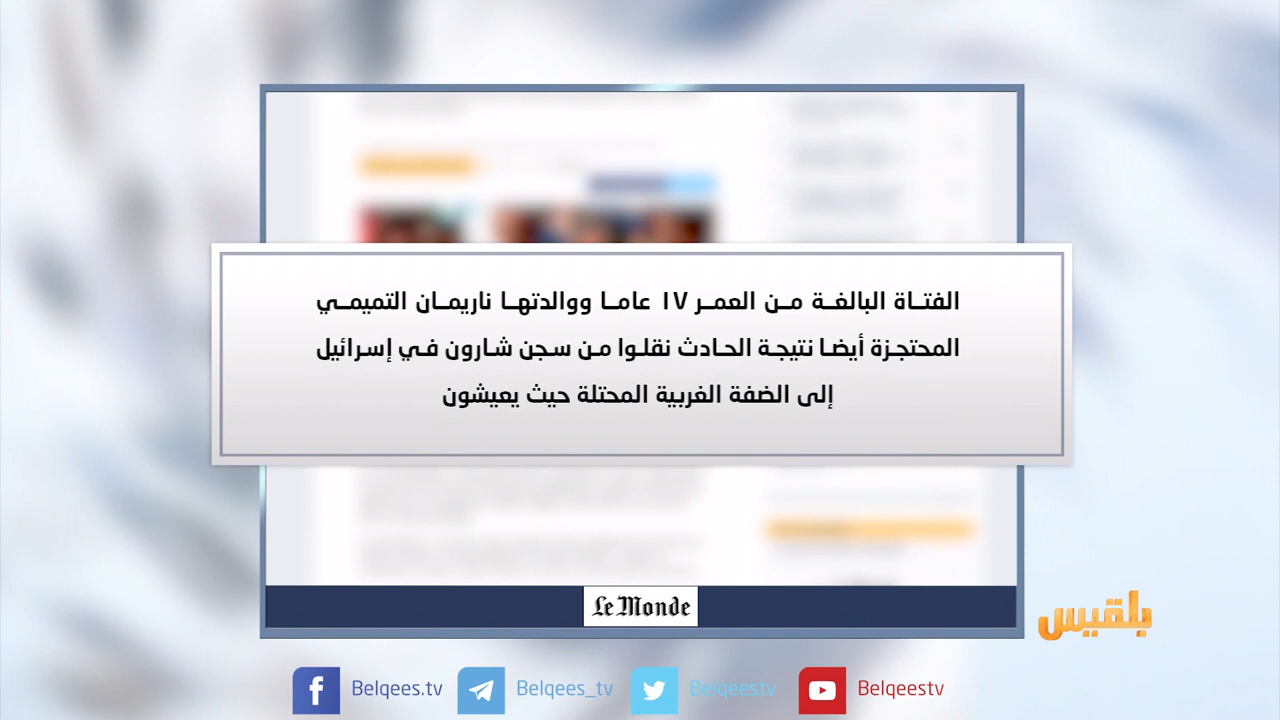 الفتاة البالغة من العمر ١٧ عاما ووالدتها ناريمان التميمي
المحتجزة أيضا نتيجة الحادث نقلوا من سجن شارون في إسرائيل
إلى الضفة الغربية المحتلة حيث يعيشون
Le Monde
بلقيس
Belqees.tv
Belqees_tv
Belqeestv
Belqeestv